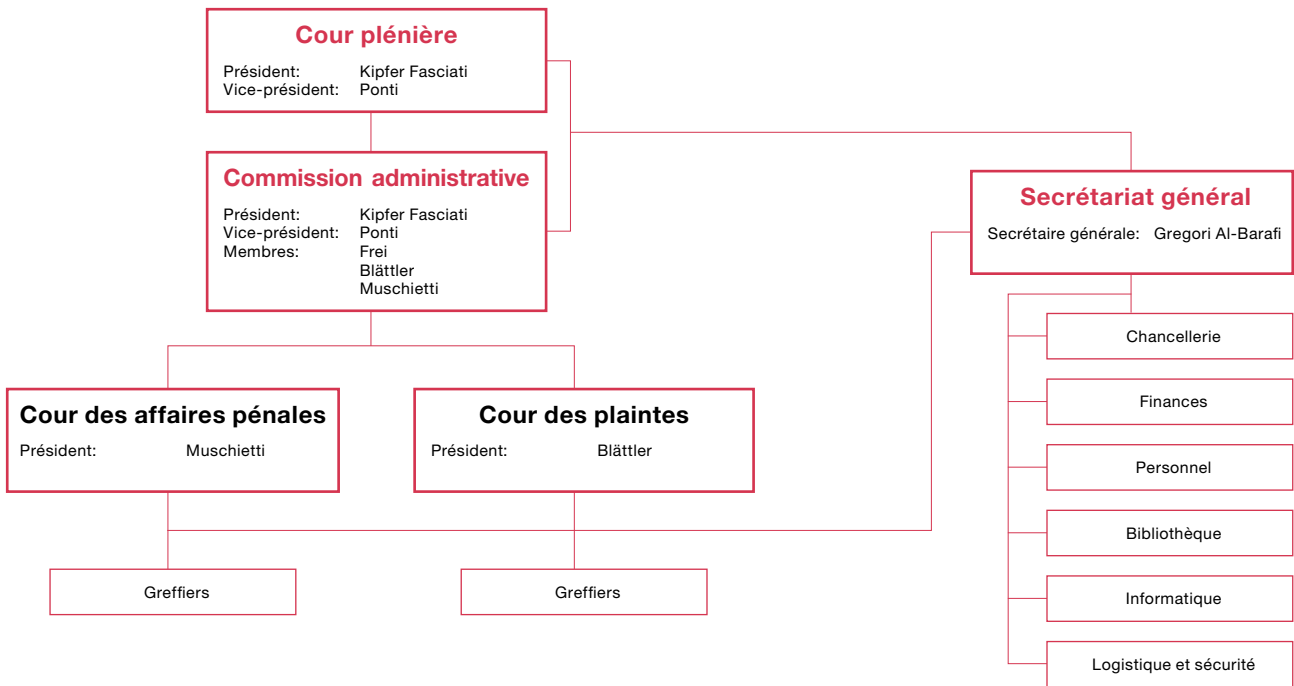 Cour plénière
Président: Kipfer Fasciati
Vice-président: Ponti
Commission administrative
Président: Kipfer Fasciati
Vice-président: Ponti
Membres: Frei
Blättler
Muschietti
Secrétariat général
Secrétaire générale: Gregori Al-Barafi
Chancellerie
Finances
Personnel
Bibliothèque
Informatique
Logistique et sécurité
Cour des affaires pénales
Président: Muschietti
Cour des plaintes
Président: Blättler
Greffiers
Greffiers